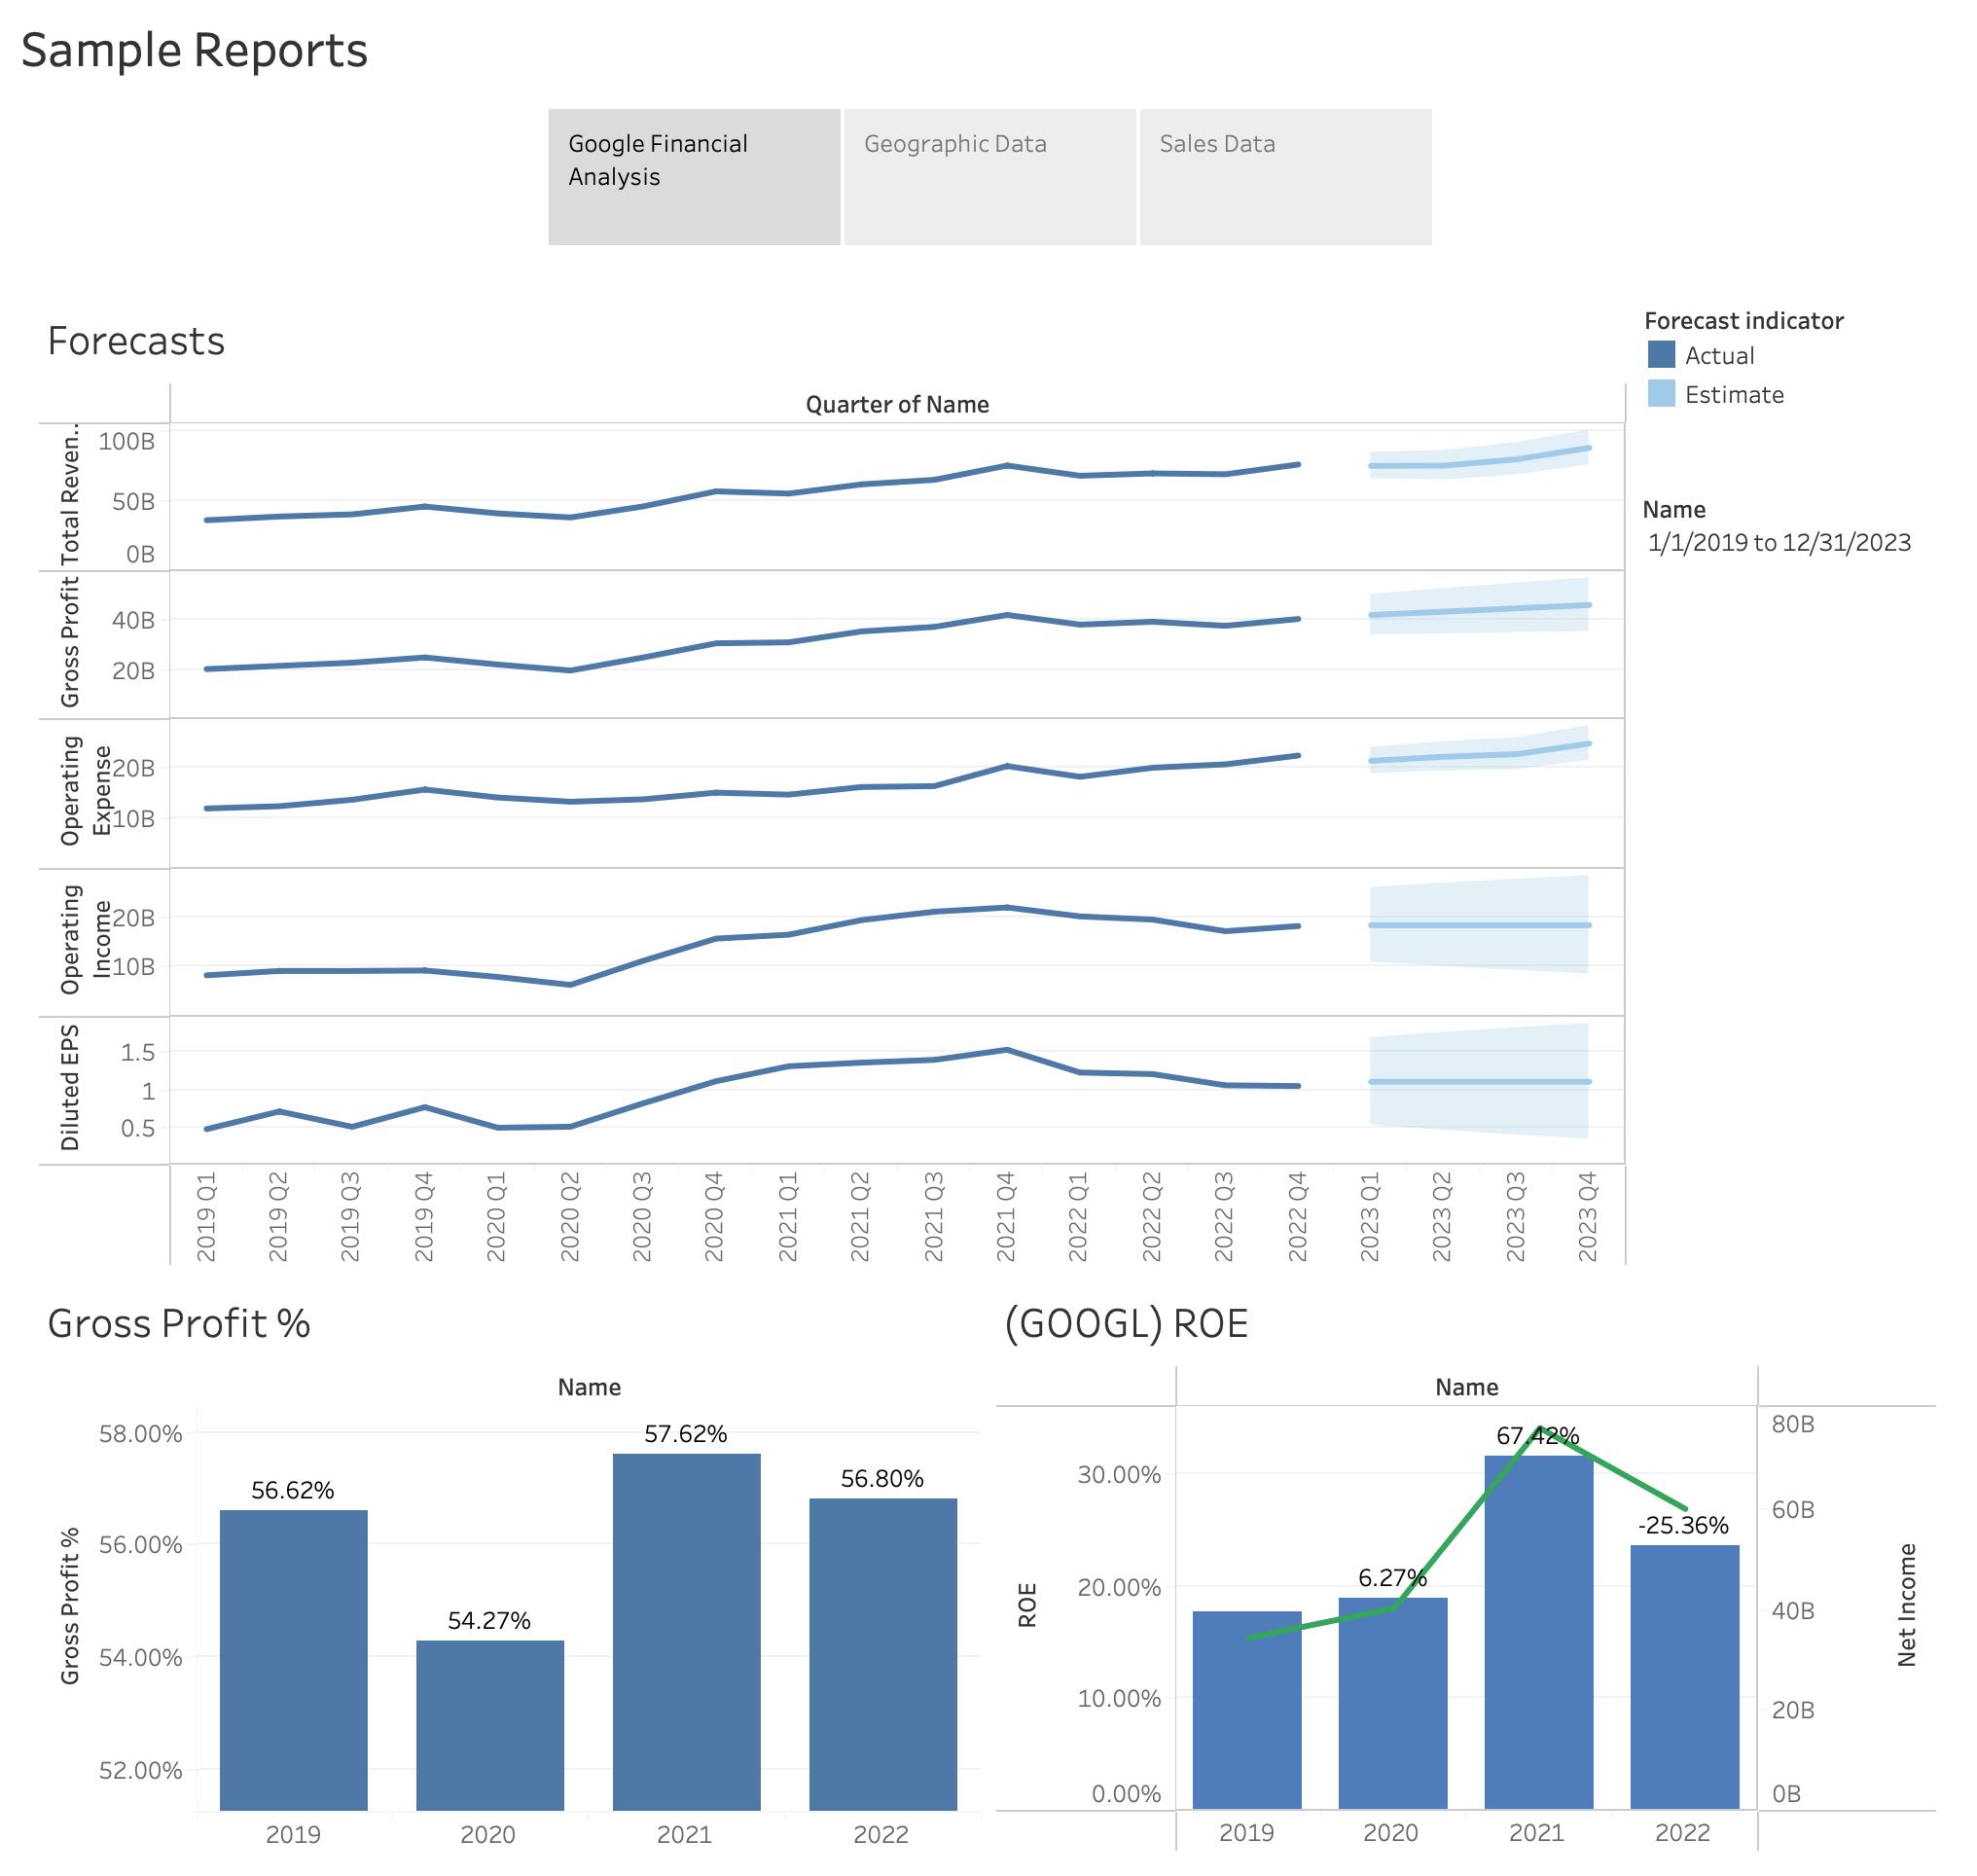 Sample Reports
Google Financial
Analysis
Geographic Data
Sales Data
Forecasts
Forecast indicator
Actual
Estimate
Name
1/1/2019 to 12/31/2023
Quarter of Name
Total Reven..
100B
50B
0B
Gross Profit
40B
20B
Operating
Expense
20B
10B
Operating
Income
20B
10B
Diluted EPS
1.5
1
0.5
2019 Q1
2019 Q2
2019 Q3
2019 Q4
2020 Q1
2020 Q2
2020 Q3
2020 Q4
2021 Q1
2021 Q2
2021 Q3
2021 Q4
2022 Q1
2022 Q2
2022 Q3
2022 Q4
2023 Q1
2023 Q2
2023 Q3
2023 Q4
Gross Profit %
Name
Gross Profit %
58.00%
56.00%
54.00%
52.00%
56.62%
54.27%
57.62%
56.80%
2019
2020
2021
2022
(GOOGL) ROE
Name
ROE
30.00%
20.00%
10.00%
0.00%
6.27%
67.42%
-25.36%
80B
60B
40B
20B
0B
Net Income
2019
2020
2021
2022